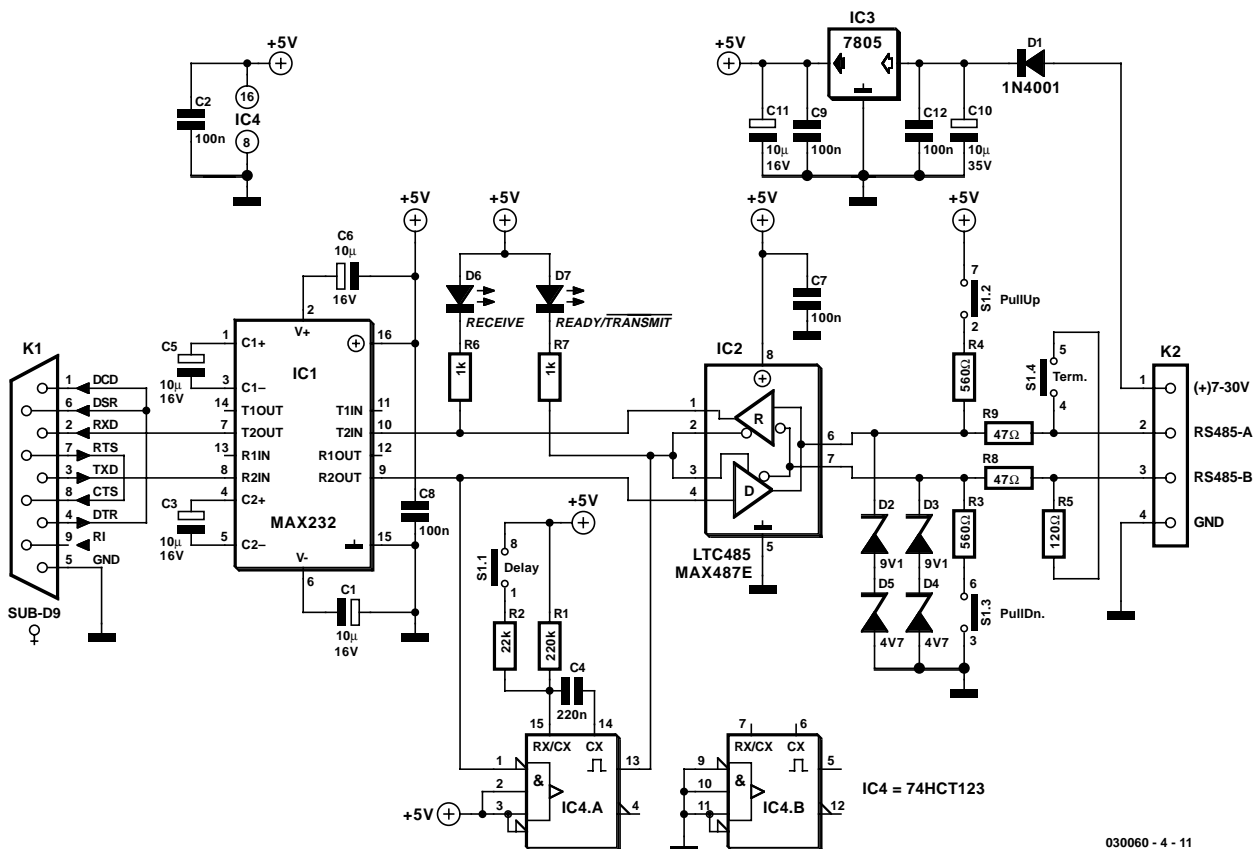 IC3
7805
+5V
D1
1N4001
C11
10µ
16V
C9
100n
C12
100n
C10
10µ
35V
+5V
C2
100n
16
IC4
8
+5V
C6
10µ
16V
+5V
D6
RECEIVE
R6
1k
D7
READY/TRANSMIT
R7
1k
+5V
C7
100n
+5V
7
S1.2
PullUp
2
R4
560Ω
K1
1 DCD
6 DSR
2 RXD
7 RTS
3 TXD
8 CTS
4 DTR
9 RI
5 GND
SUB-D9
C5
10µ
16V
C3
10µ
16V
2
V+
1 C1+
3 C1–
14 T1OUT
7 T2OUT
13 R1IN
8 R2IN
4 C2+
5 C2–
IC1
MAX232
16
T1IN 11
T2IN 10
R1OUT 12
R2OUT 9
15
V-
6
C1
10µ
16V
C8
100n
IC2
8
1
2
3
4
R
D
6
7
5
LTC485
MAX487E
R9
47Ω
R8
47Ω
5
S1.4
Term.
4
R5
120Ω
R3
560Ω
6
S1.3
PullDn.
3
D2
9V1
D3
9V1
D5
4V7
D4
4V7
K2
1 (+)7-30V
2 RS485-A
3 RS485-B
4 GND
+5V
8
S1.1
Delay
1
R2
22k
R1
220k
C4
220n
15
14
RX/CX
CX
1
2
3
&
13
4
IC4.A
+5V
7
6
RX/CX
CX
9
10
11
&
5
12
IC4.B
IC4 = 74HCT123
030060 - 4 - 11